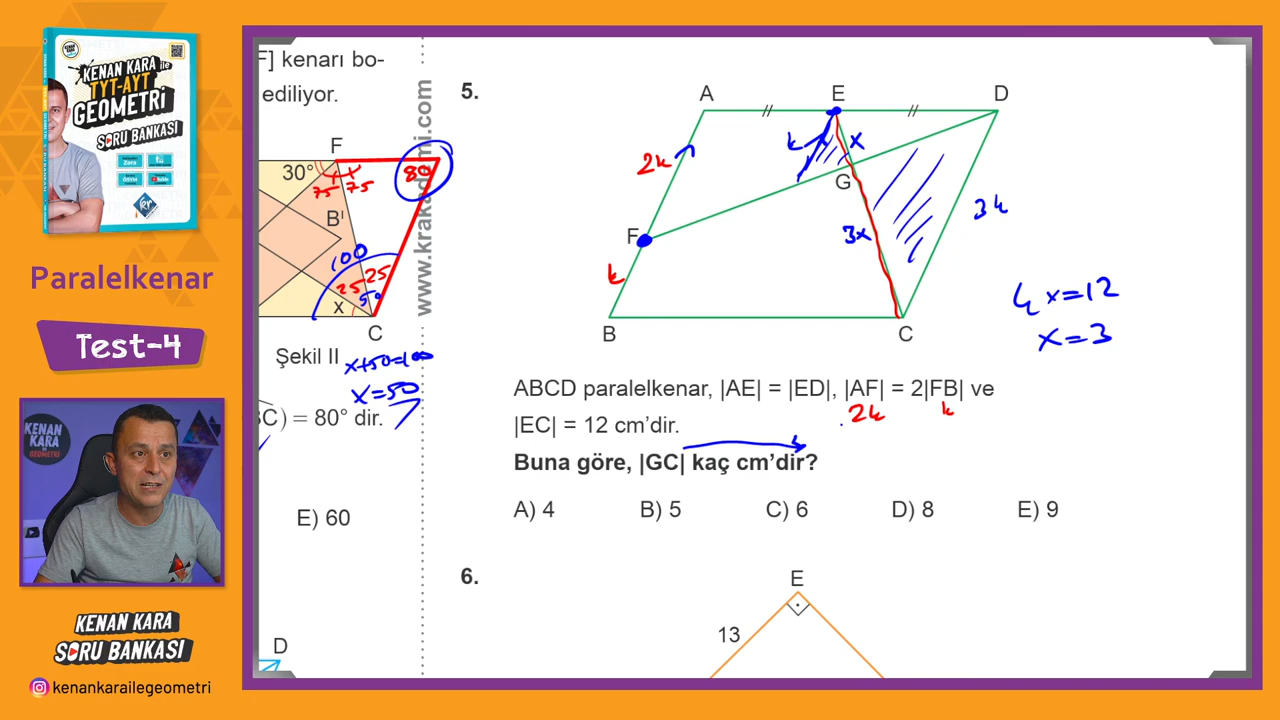 KENAN KARA ile
TYT-AYT
GEOMETRİ
SORU BANKASI
Paralelkenar
Test-4
KENAN
KARA
GEOMETRİ
KENAN KARA
SORU BANKASI
kenankarailegeometri
F] kenarı bo-
ediliyor.
F
30°
75
75
80
B'
100
25
25
50
x
C
Şekil II
x+50=100
x=50
BC) = 80° dir.
E) 60
D
www.krakademi.com
5.
A
E
D
2k
k
x
G
3k
F
3x
k
B
C
4x=12
x=3
ABCD paralelkenar, |AE| = |ED|, |AF| = 2|FB| ve
2k
k
|EC| = 12 cm'dir.
Buna göre, |GC| kaç cm'dir?
A) 4
B) 5
C) 6
D) 8
E) 9
6.
E
13